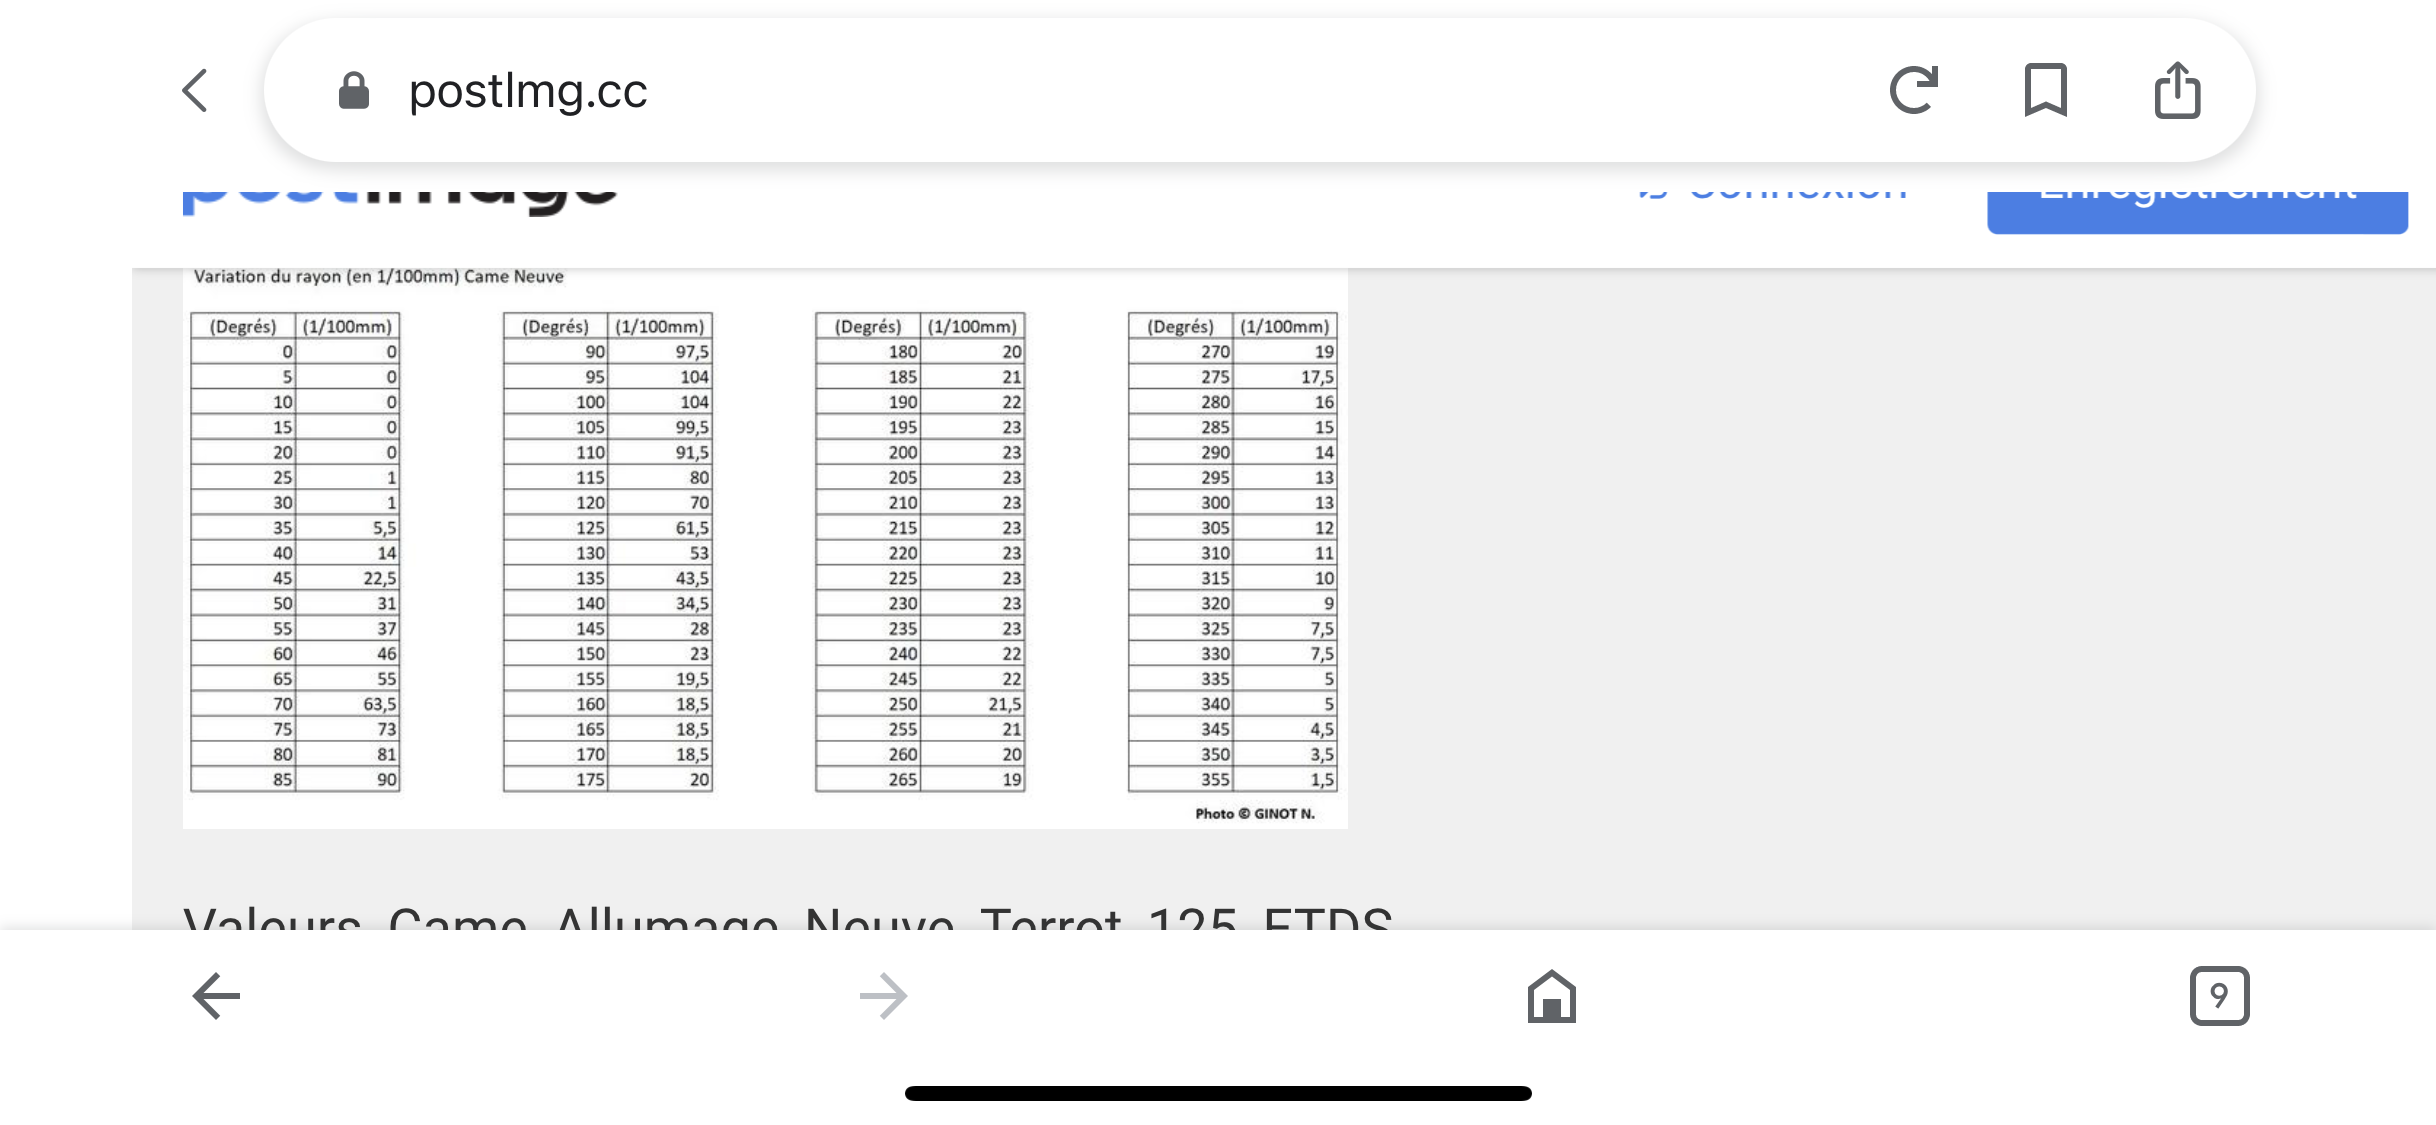 postImg.cc
postimage
Connexion
Enregistrement
Variation du rayon (en 1/100mm) Came Neuve
(Degrés) (1/100mm) (Degrés) (1/100mm) (Degrés) (1/100mm) (Degrés) (1/100mm)
0 0 90 97,5 180 20 270 19
5 0 95 104 185 21 275 17,5
10 0 100 104 190 22 280 16
15 0 105 99,5 195 23 285 15
20 0 110 91,5 200 23 290 14
25 1 115 80 205 23 295 13
30 1 120 70 210 23 300 13
35 5,5 125 61,5 215 23 305 12
40 14 130 53 220 23 310 11
45 22,5 135 43,5 225 23 315 10
50 31 140 34,5 230 23 320 9
55 37 145 28 235 23 325 7,5
60 46 150 23 240 22 330 7,5
65 55 155 19,5 245 22 335 5
70 63,5 160 18,5 250 21,5 340 5
75 73 165 18,5 255 21 345 4,5
80 81 170 18,5 260 20 350 3,5
85 90 175 20 265 19 355 1,5
Photo © GINOT N.
Valeurs Came Allumage Neuve Terrot 125 ETDS
9